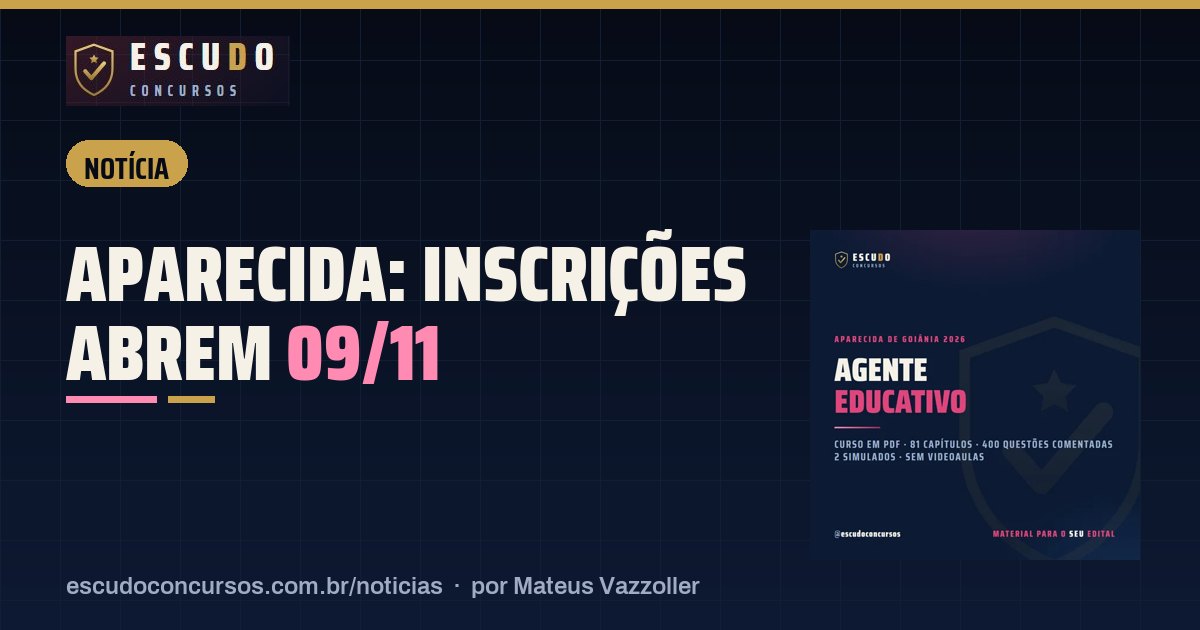 ESCUDO
CONCURSOS
NOTÍCIA
APARECIDA: INSCRIÇÕES
ABREM 09/11
ESCUDO
CONCURSOS
APARECIDA DE GOIÂNIA 2026
AGENTE
EDUCATIVO
CURSO EM PDF · 81 CAPÍTULOS · 400 QUESTÕES COMENTADAS
2 SIMULADOS · SEM VIDEOAULAS
@escudoconcursos
MATERIAL PARA O SEU EDITAL
escudoconcursos.com.br/noticias · por Mateus Vazzoller